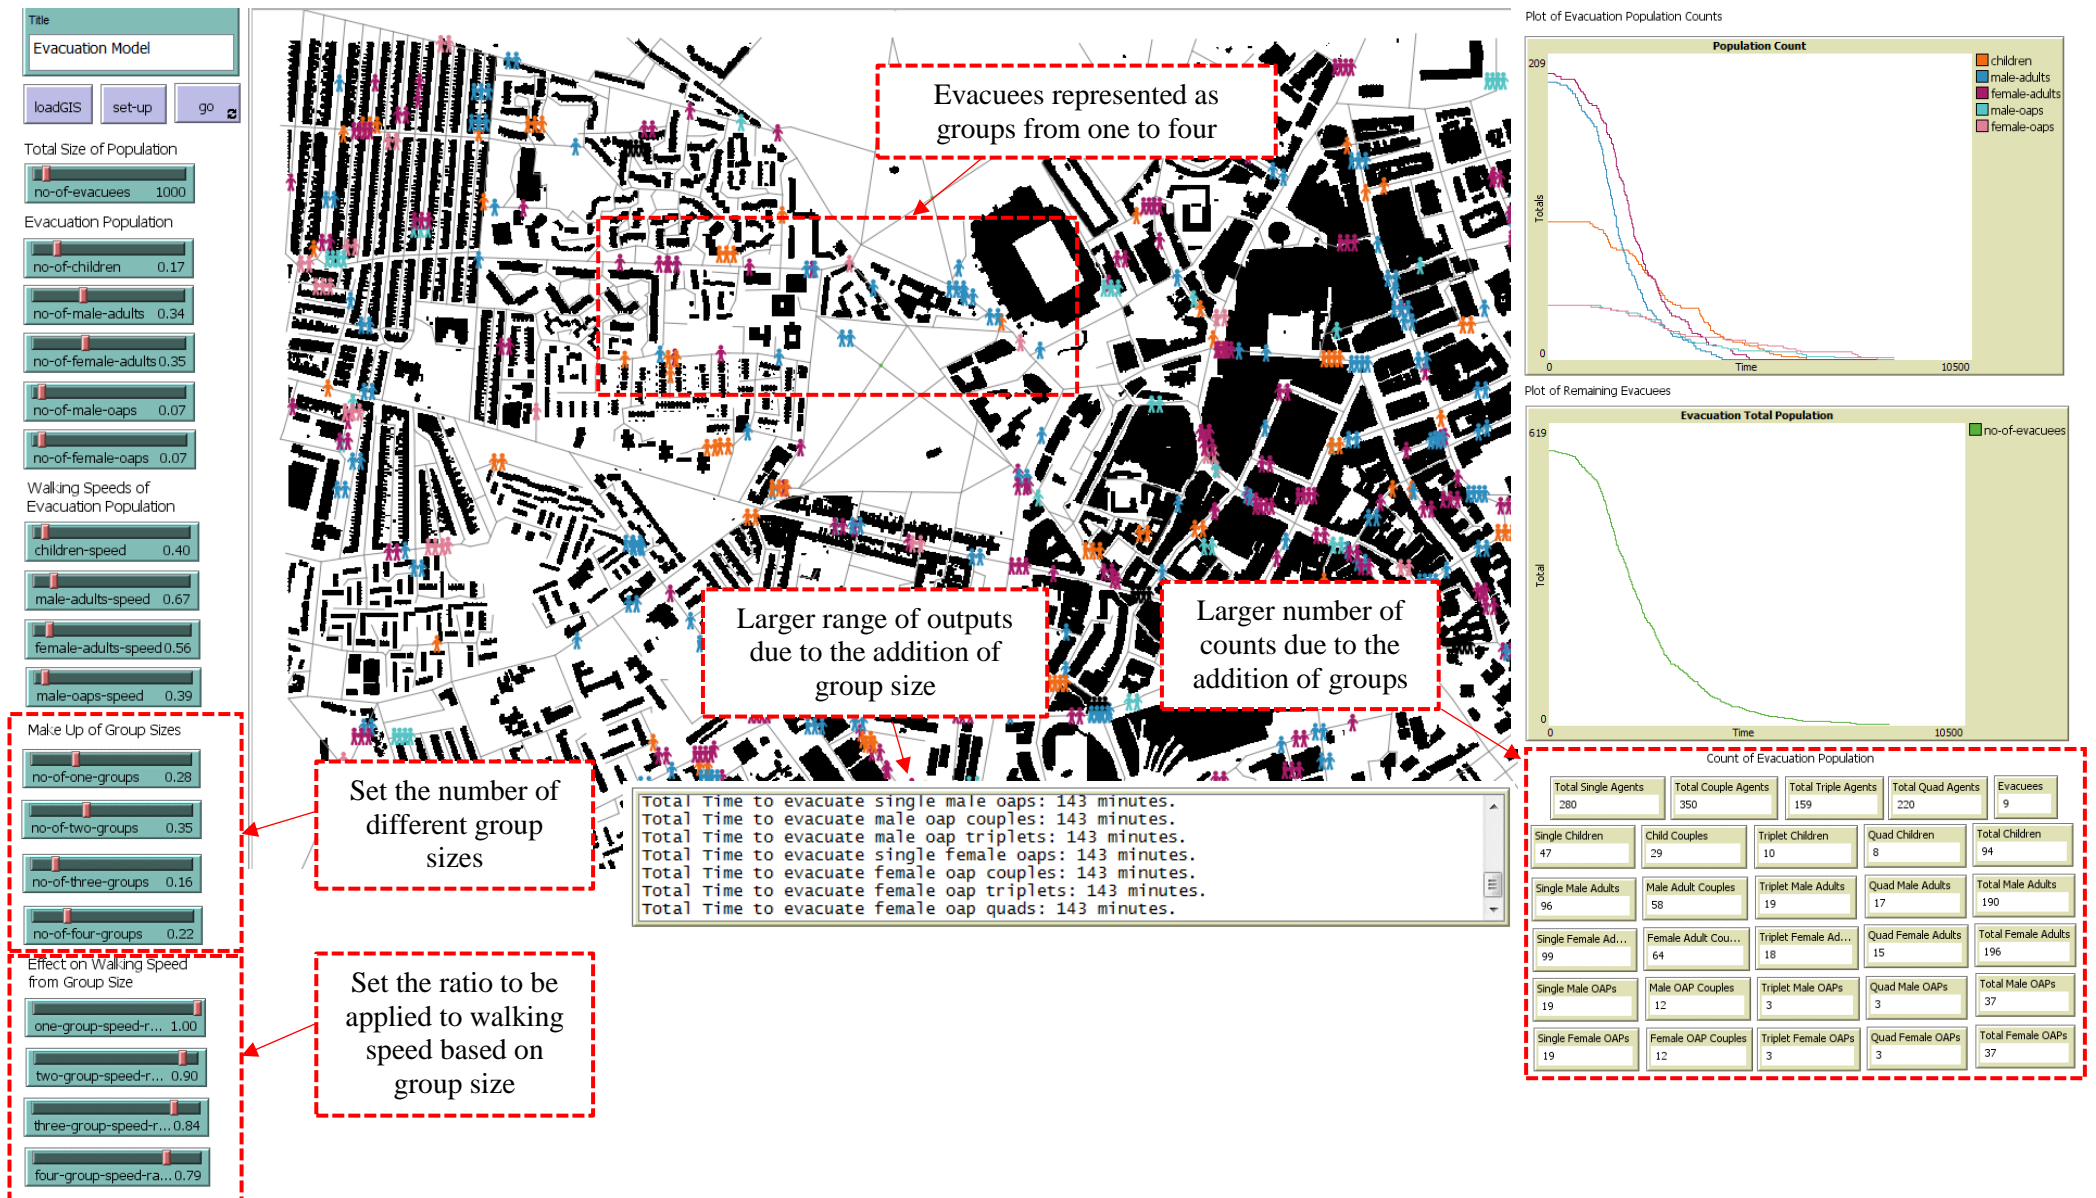 Title
Evacuation Model
loadGIS
set-up
go
Total Size of Population
no-of-evacuees 1000
Evacuation Population
no-of-children 0.17
no-of-male-adults 0.34
no-of-female-adults 0.35
no-of-male-oaps 0.07
no-of-female-oaps 0.07
Walking Speeds of
Evacuation Population
children-speed 0.40
male-adults-speed 0.67
female-adults-speed 0.56
male-oaps-speed 0.39
Make Up of Group Sizes
no-of-one-groups 0.28
no-of-two-groups 0.35
no-of-three-groups 0.16
no-of-four-groups 0.22
Effect on Walking Speed
from Group Size
one-group-speed-r... 1.00
two-group-speed-r... 0.90
three-group-speed-r... 0.84
four-group-speed-ra... 0.79
Evacuees represented as
groups from one to four
Larger range of outputs
due to the addition of
group size
Larger number of
counts due to the
addition of groups
Set the number of
different group
sizes
Set the ratio to be
applied to walking
speed based on
group size
Total Time to evacuate single male oaps: 143 minutes.
Total Time to evacuate male oap couples: 143 minutes.
Total Time to evacuate male oap triplets: 143 minutes.
Total Time to evacuate single female oaps: 143 minutes.
Total Time to evacuate female oap couples: 143 minutes.
Total Time to evacuate female oap triplets: 143 minutes.
Total Time to evacuate female oap quads: 143 minutes.
Plot of Evacuation Population Counts
Population Count
209
Totals
0
0
Time
10500
children
male-adults
female-adults
male-oaps
female-oaps
Plot of Remaining Evacuees
Evacuation Total Population
619
Total
0
0
Time
10500
no-of-evacuees
Count of Evacuation Population
Total Single Agents
280
Total Couple Agents
350
Total Triple Agents
159
Total Quad Agents
220
Evacuees
9
Single Children
47
Child Couples
29
Triplet Children
10
Quad Children
8
Total Children
94
Single Male Adults
96
Male Adult Couples
58
Triplet Male Adults
19
Quad Male Adults
17
Total Male Adults
190
Single Female Ad...
99
Female Adult Cou...
64
Triplet Female Ad...
18
Quad Female Adults
15
Total Female Adults
196
Single Male OAPs
19
Male OAP Couples
12
Triplet Male OAPs
3
Quad Male OAPs
3
Total Male OAPs
37
Single Female OAPs
19
Female OAP Couples
12
Triplet Female OAPs
3
Quad Female OAPs
3
Total Female OAPs
37